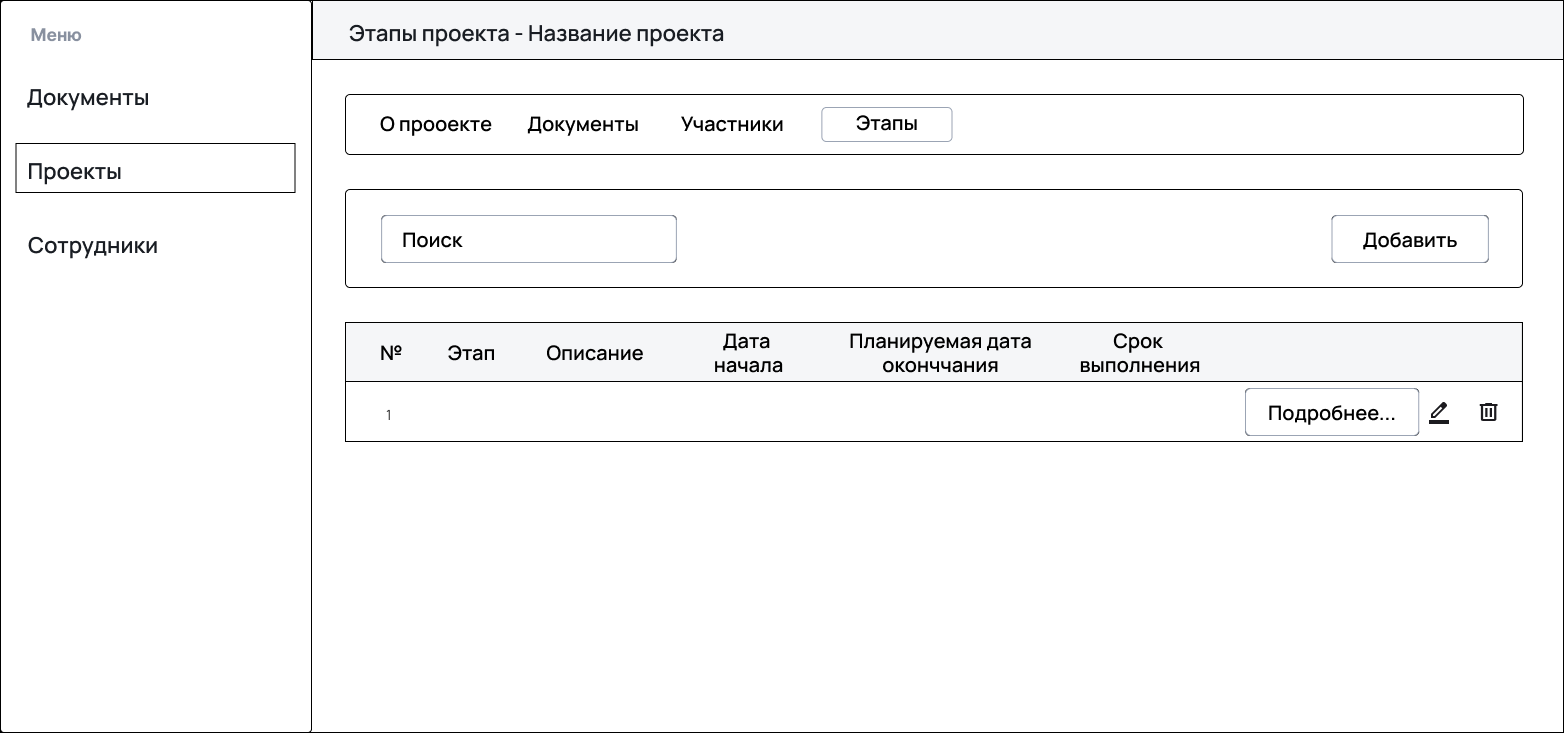 Меню
Документы
Проекты
Сотрудники
Этапы проекта - Название проекта
О прооекте Документы Участники Этапы
Поиск Добавить
№ Этап Описание Дата начала Планируемая дата оконччания Срок выполнения
1 Подробнее...